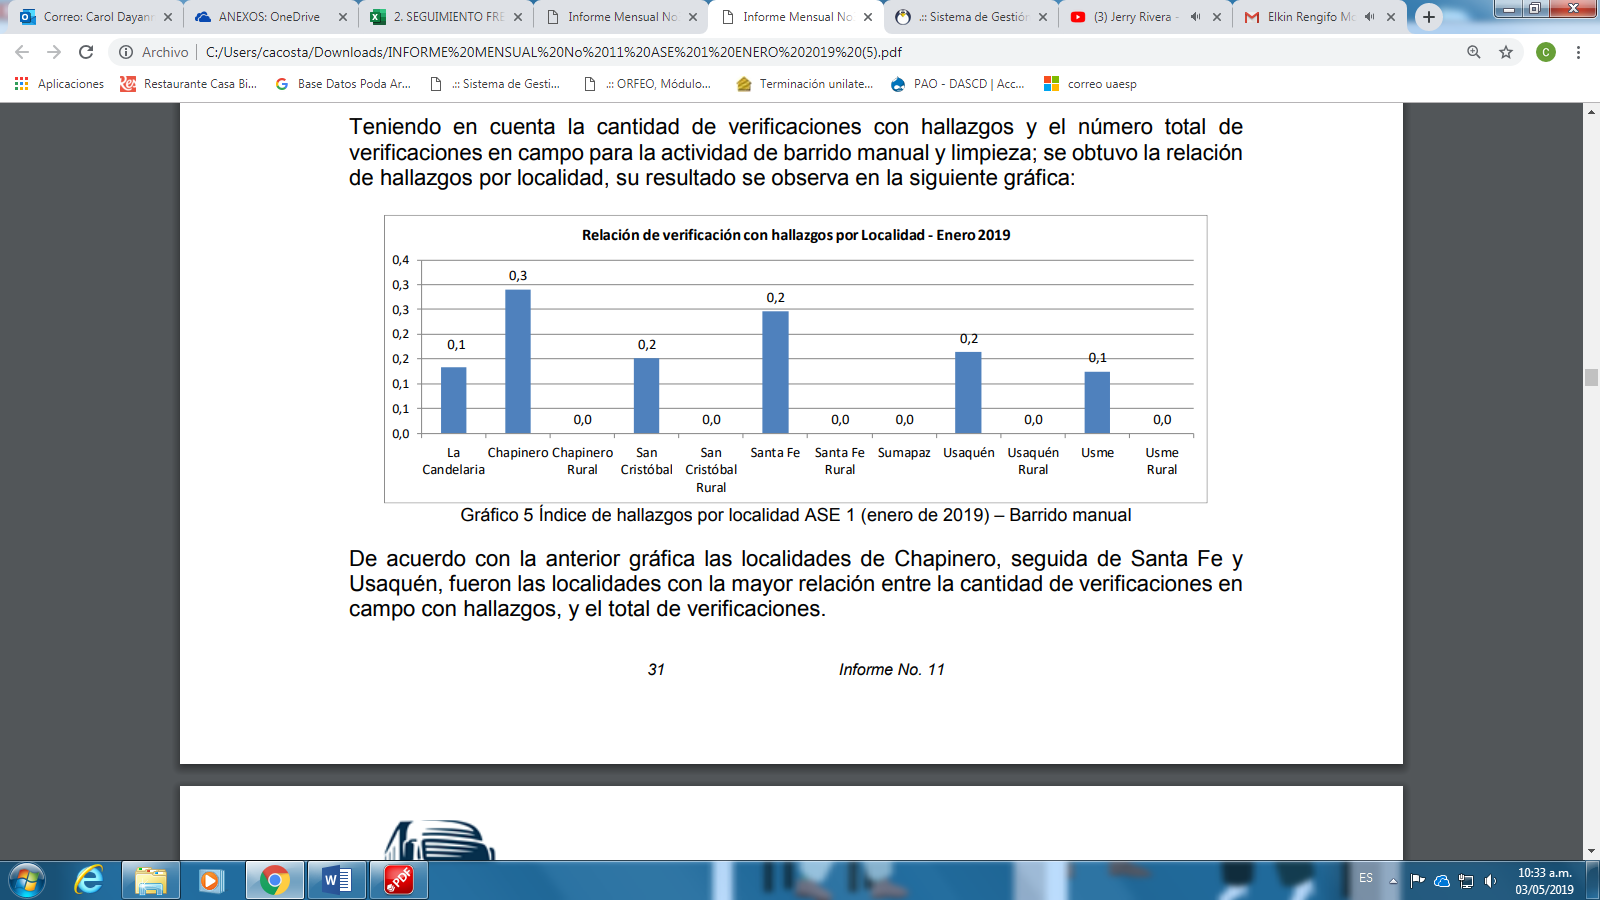 Correo: Carol Dayann
ANEXOS: OneDrive
2. SEGUIMIENTO FRE
Informe Mensual No
Informe Mensual No
.:: Sistema de Gestión
(3) Jerry Rivera -
Elkin Rengifo Mo
Archivo | C:/Users/cacosta/Downloads/INFORME%20MENSUAL%20No%2011%20ASE%201%20ENERO%202019%20(5).pdf
C
Aplicaciones
Restaurante Casa Bi...
Base Datos Poda Ar...
.:: Sistema de Gesti...
.:: ORFEO, Módulo...
Terminación unilate...
PAO - DASCD | Acc...
correo uaesp
Teniendo en cuenta la cantidad de verificaciones con hallazgos y el número total de
verificaciones en campo para la actividad de barrido manual y limpieza; se obtuvo la relación
de hallazgos por localidad, su resultado se observa en la siguiente gráfica:
Relación de verificación con hallazgos por Localidad - Enero 2019
0,4
0,3
0,3
0,2
0,2
0,1
0,1
0,0
0,1
0,3
0,0
0,2
0,0
0,2
0,0
0,0
0,2
0,0
0,1
0,0
La Candelaria
Chapinero
Chapinero Rural
San Cristóbal
San Cristóbal Rural
Santa Fe
Santa Fe Rural
Sumapaz
Usaquén
Usaquén Rural
Usme
Usme Rural
Gráfico 5 Índice de hallazgos por localidad ASE 1 (enero de 2019) – Barrido manual
De acuerdo con la anterior gráfica las localidades de Chapinero, seguida de Santa Fe y
Usaquén, fueron las localidades con la mayor relación entre la cantidad de verificaciones en
campo con hallazgos, y el total de verificaciones.
31 Informe No. 11
PDF
ES
10:33 a.m.
03/05/2019